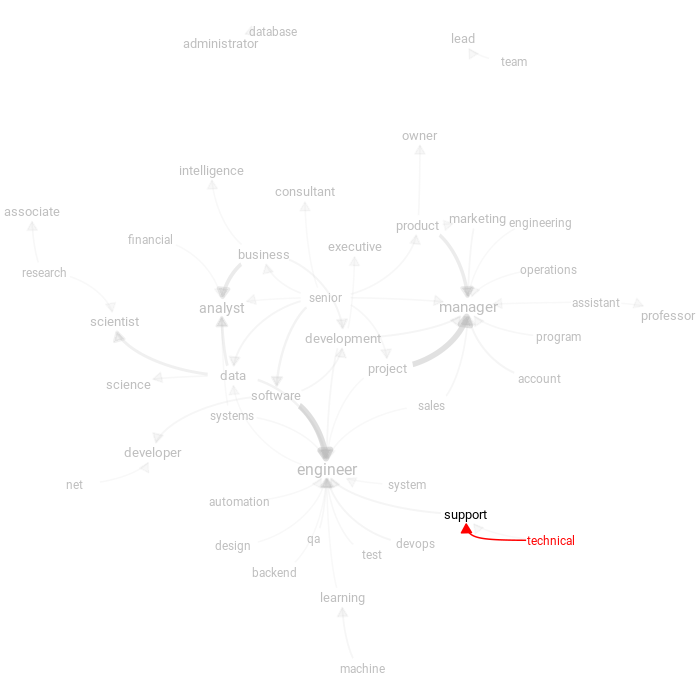 database
administrator
lead
team
owner
intelligence
consultant
associate
product
marketing
engineering
financial
executive
business
research
operations
senior
analyst
manager
assistant
professor
scientist
development
program
project
data
account
science
software
sales
systems
developer
engineer
net
system
automation
support
qa
technical
design
devops
test
backend
learning
machine